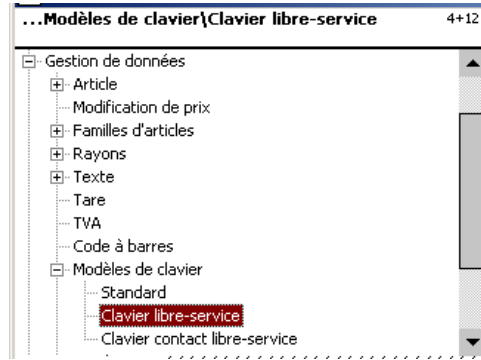 ...Modèles de clavier\Clavier libre-service 4+12
Gestion de données
Article
Modification de prix
Familles d'articles
Rayons
Texte
Tare
TVA
Code à barres
Modèles de clavier
Standard
Clavier libre-service
Clavier contact libre-service